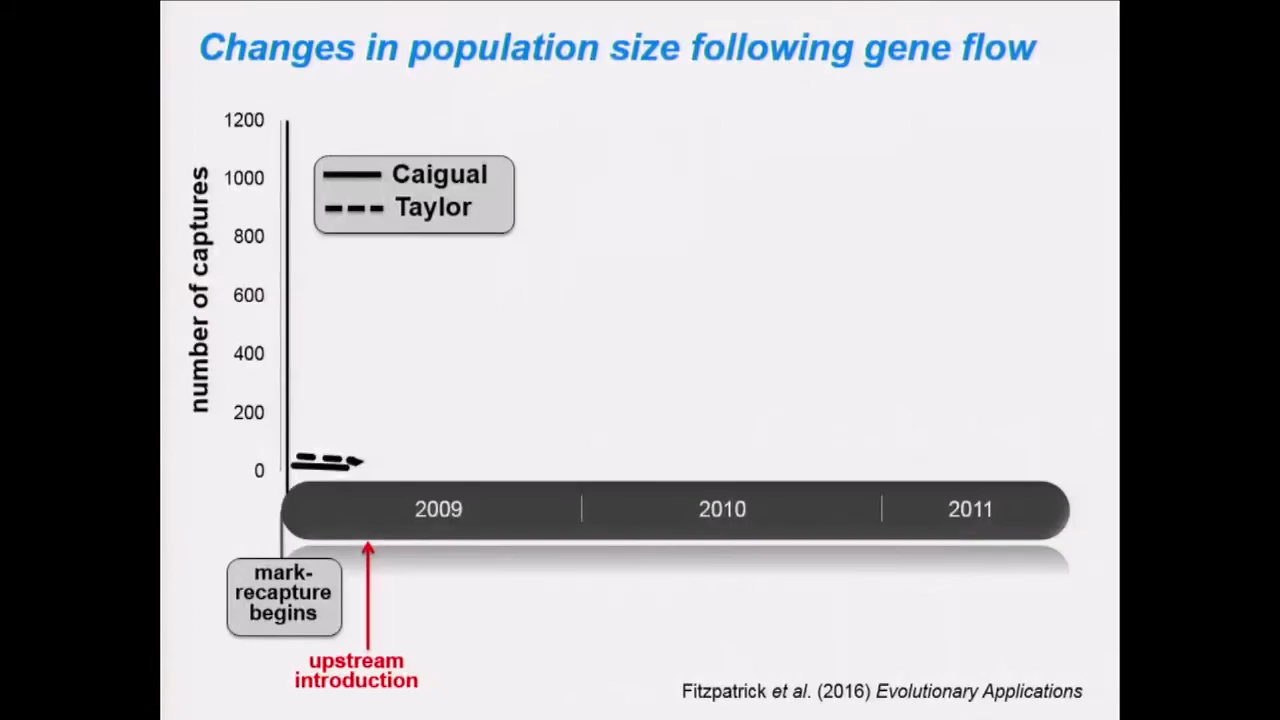 Changes in population size following gene flow
1200
1000
800
600
400
200
0
number of captures
Caigual
Taylor
2009
2010
2011
mark-
recapture
begins
upstream
introduction
Fitzpatrick et al. (2016) Evolutionary Applications